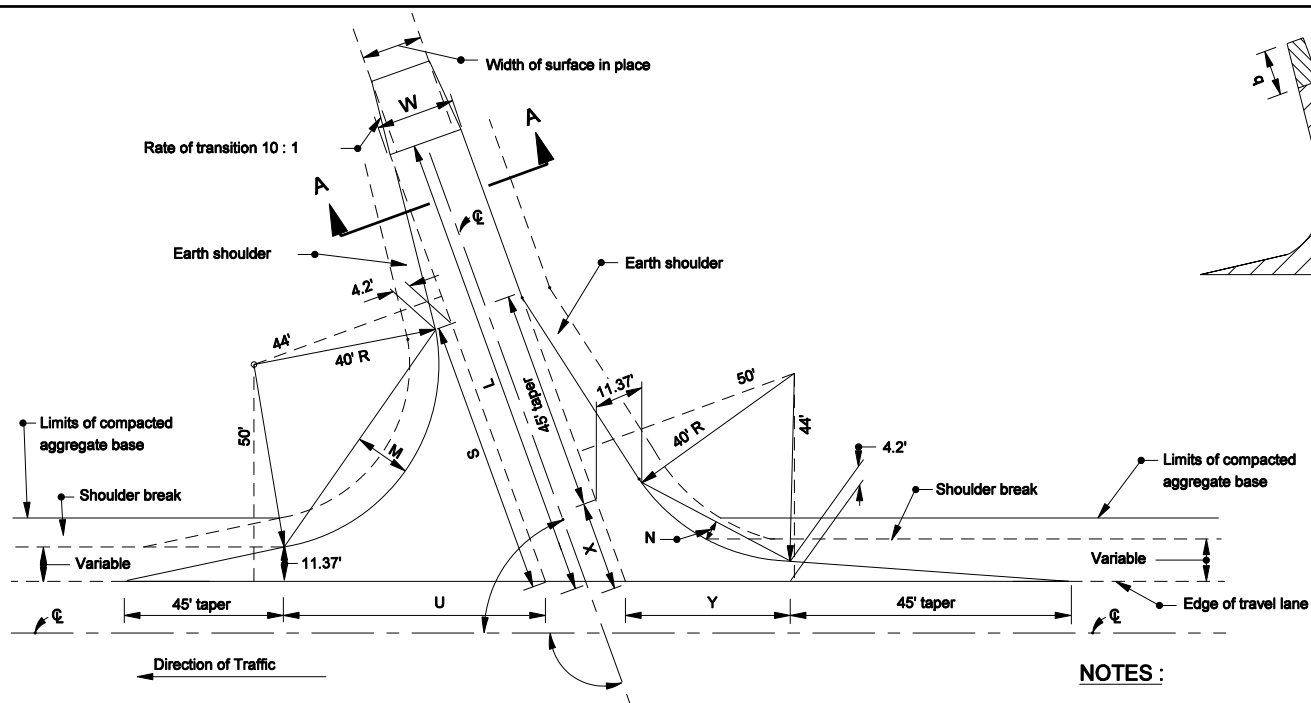 Width of surface in place
b
W
A
Rate of transition 10 : 1
A
℄
Earth shoulder
Earth shoulder
4.2'
44'
40' R
L
45' taper
11.37'
50'
40' R
44'
4.2'
Limits of compacted
aggregate base
50'
M
S
Limits of compacted
aggregate base
Shoulder break
Shoulder break
N
X
Variable
11.37'
Variable
45' taper
U
Y
45' taper
Edge of travel lane
℄
℄
Direction of Traffic
NOTES :